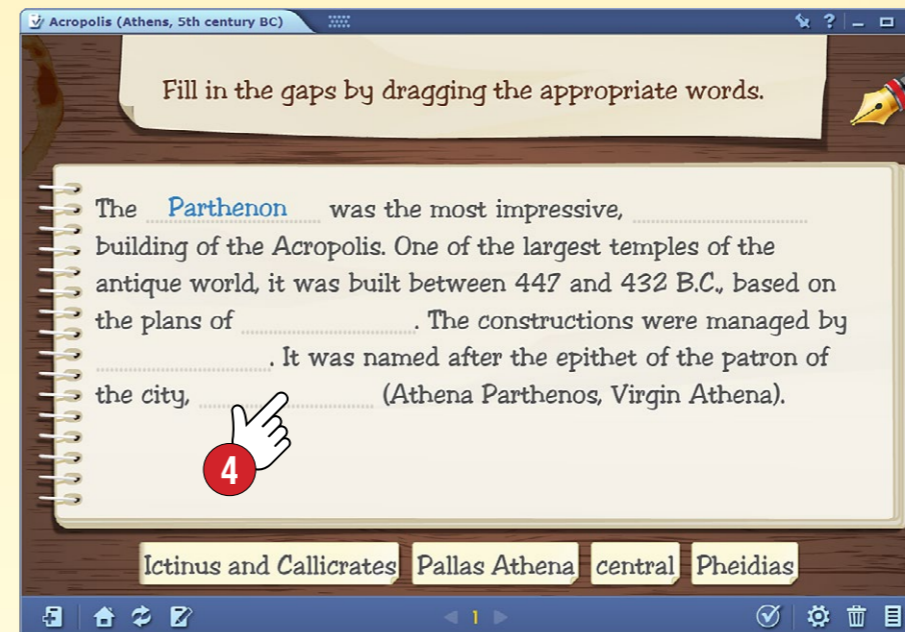 Acropolis (Athens, 5th century BC)
Fill in the gaps by dragging the appropriate words.
The Parthenon was the most impressive,
building of the Acropolis. One of the largest temples of the
antique world, it was built between 447 and 432 B.C., based on
the plans of . The constructions were managed by
. It was named after the epithet of the patron of
the city, (Athena Parthenos, Virgin Athena).
4
Ictinus and Callicrates Pallas Athena central Pheidias
1